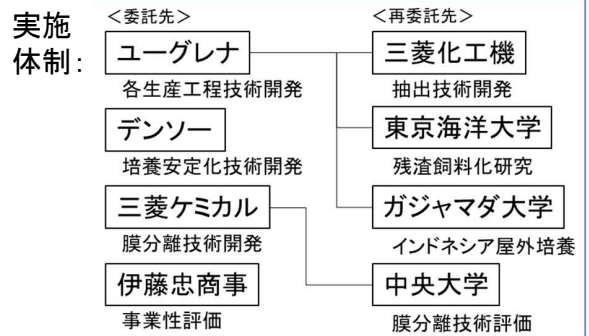 実施
体制：
＜委託先＞
＜再委託先＞
ユーグレナ
三菱化工機
各生産工程技術開発
抽出技術開発
デンソー
東京海洋大学
培養安定化技術開発
残渣飼料化研究
三菱ケミカル
ガジャマダ大学
膜分離技術開発
インドネシア屋外培養
伊藤忠商事
中央大学
事業性評価
膜分離技術評価